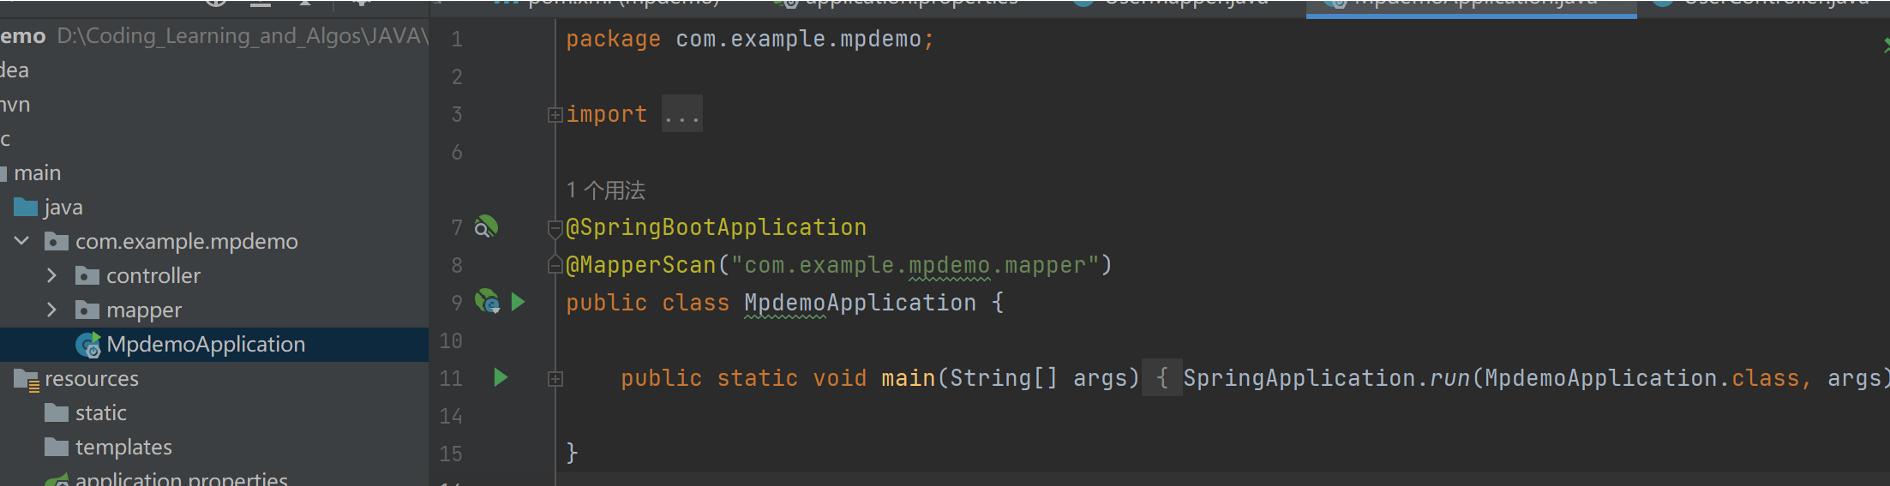 pom.xml (mpdemo) application.properties UserMapper.java MpdemoApplication.java UserController.java
emo D:\Coding_Learning_and_Algos\JAVA\
dea
nvn
c
main
java
com.example.mpdemo
controller
mapper
MpdemoApplication
resources
static
templates
application.properties
1 package com.example.mpdemo;
2
3 import ...
6
1 个用法
7 @SpringBootApplication
8 @MapperScan("com.example.mpdemo.mapper")
9 public class MpdemoApplication {
10
11 public static void main(String[] args) { SpringApplication.run(MpdemoApplication.class, args)
14
15 }